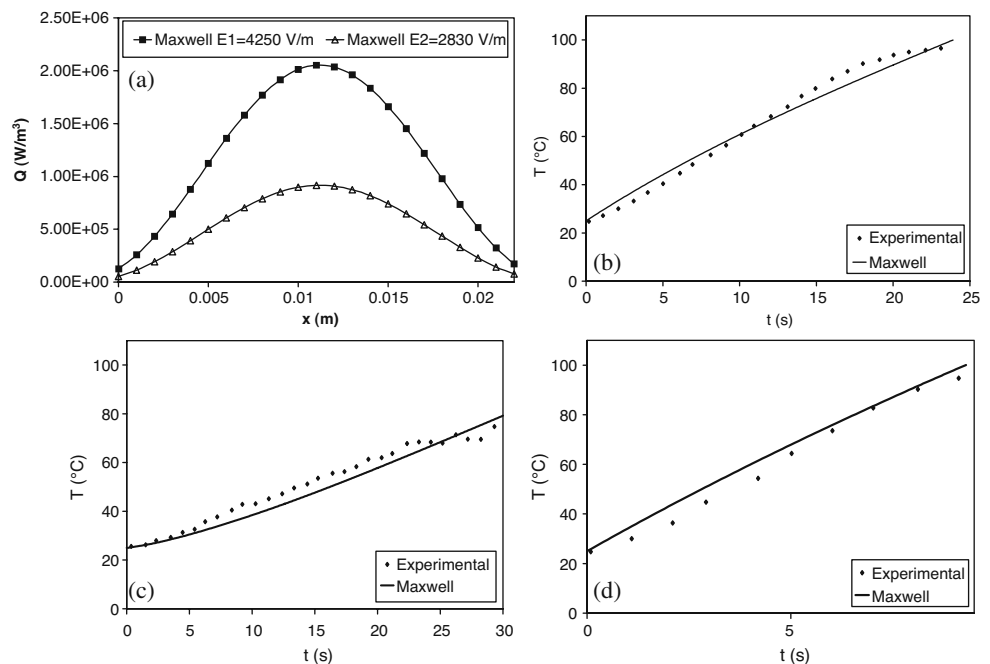 2.50E+06
2.00E+06
1.50E+06
1.00E+06
5.00E+05
0.00E+00
Q (W/m³)
Maxwell E1=4250 V/m
Maxwell E2=2830 V/m
(a)
0
0.005
0.01
0.015
0.02
x (m)
100
80
60
40
20
0
T (°C)
(b)
Experimental
Maxwell
0
5
10
15
20
25
t (s)
100
80
60
40
20
0
T (°C)
(c)
Experimental
Maxwell
0
5
10
15
20
25
30
t (s)
100
80
60
40
20
0
T (°C)
(d)
Experimental
Maxwell
0
5
t (s)